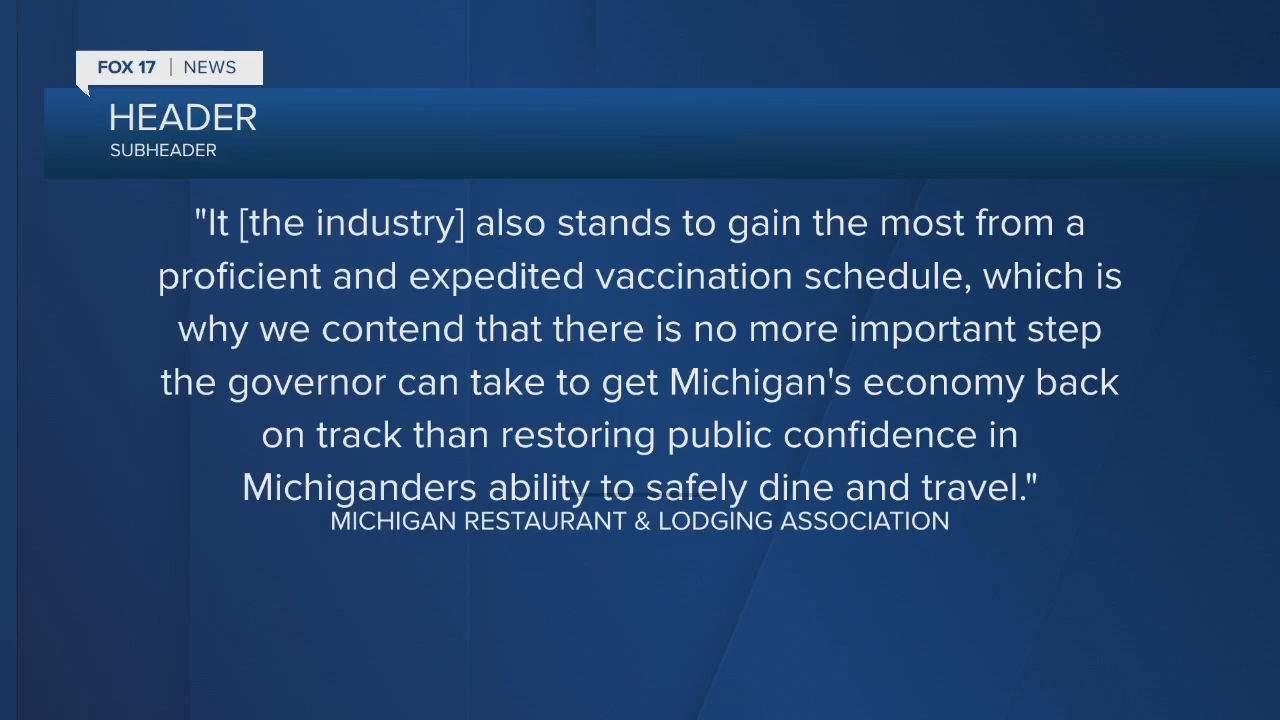 FOX 17 | NEWS
HEADER
SUBHEADER
"It [the industry] also stands to gain the most from a
proficient and expedited vaccination schedule, which is
why we contend that there is no more important step
the governor can take to get Michigan's economy back
on track than restoring public confidence in
Michiganders ability to safely dine and travel."
MICHIGAN RESTAURANT & LODGING ASSOCIATION